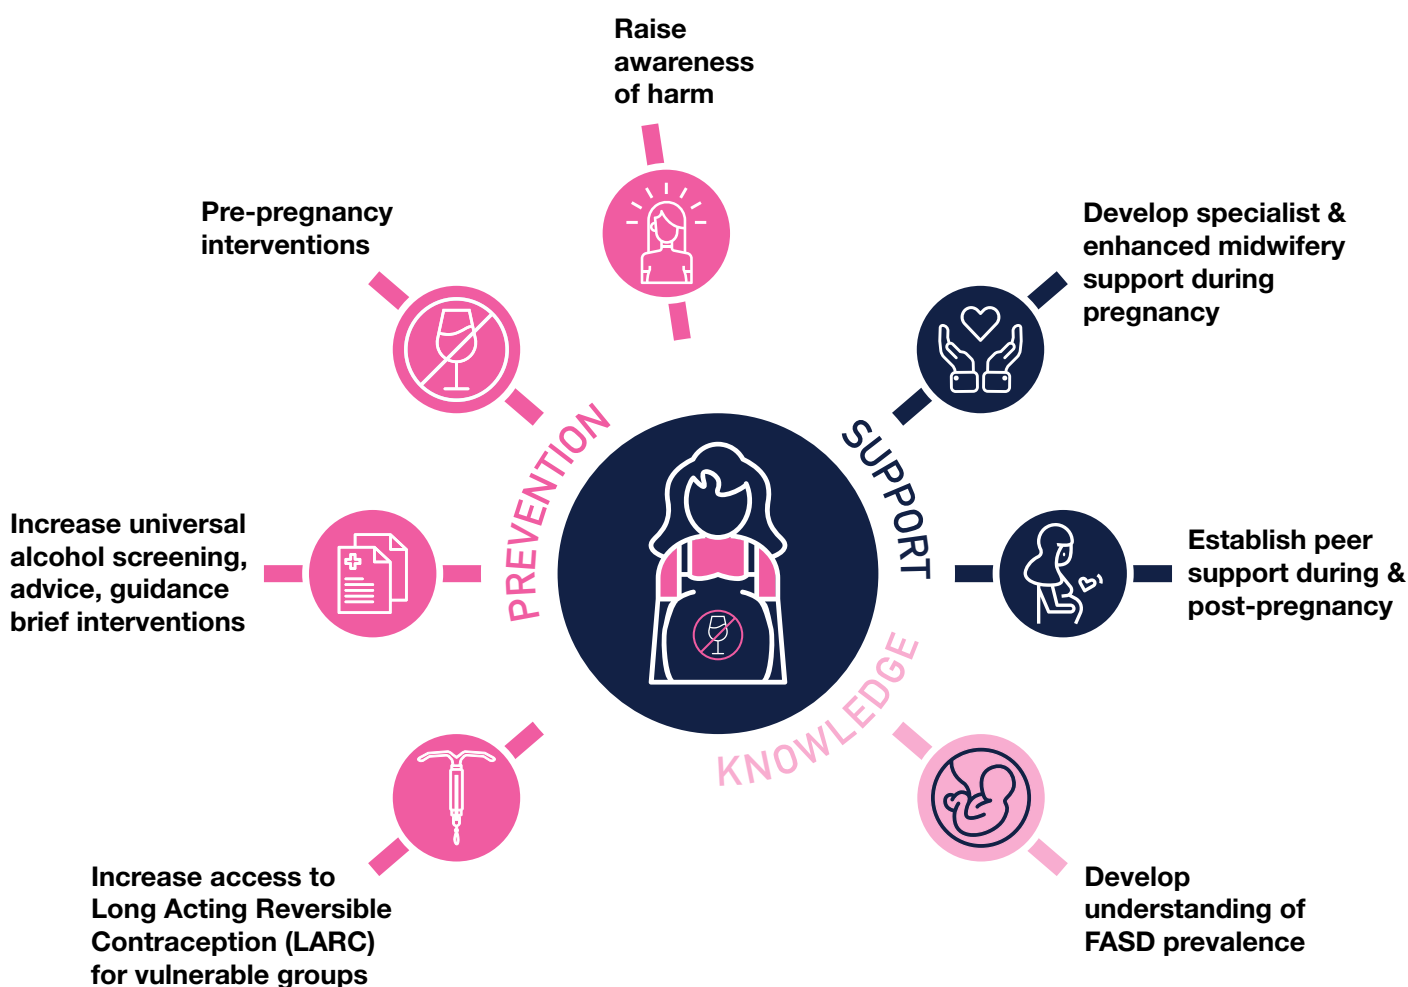 Raise
awareness
of harm
Pre-pregnancy
interventions
Develop specialist &
enhanced midwifery
support during
pregnancy
PREVENTION
SUPPORT
Increase universal
alcohol screening,
advice, guidance
brief interventions
Establish peer
support during &
post-pregnancy
KNOWLEDGE
Increase access to
Long Acting Reversible
Contraception (LARC)
for vulnerable groups
Develop
understanding of
FASD prevalence